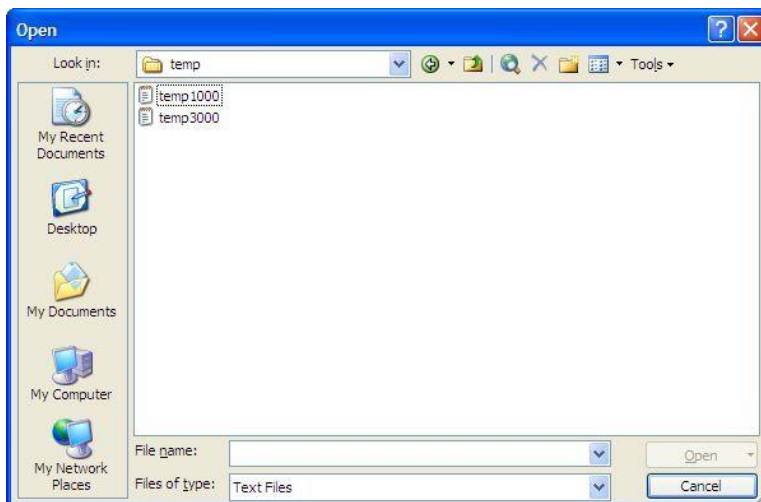 Open
Look in:
temp
Tools
temp1000
temp3000
My Recent
Documents
Desktop
My Documents
My Computer
My Network
Places
File name:
Open
Files of type:
Text Files
Cancel